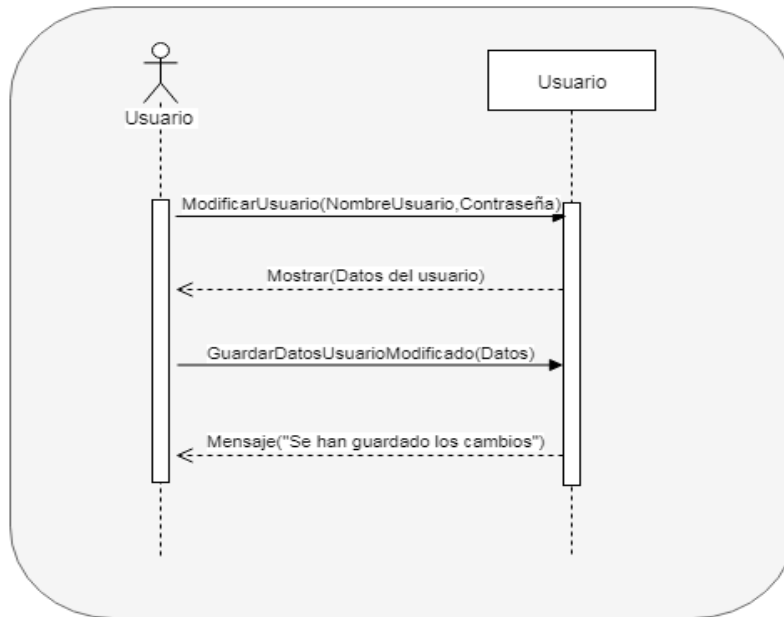 Usuario
Usuario
ModificarUsuario(NombreUsuario,Contraseña)
Mostrar(Datos del usuario)
GuardarDatosUsuarioModificado(Datos)
Mensaje("Se han guardado los cambios")